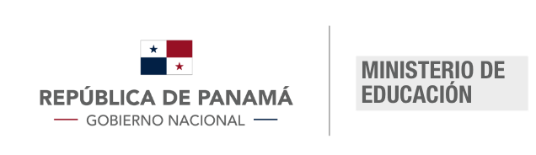 REPÚBLICA DE PANAMÁ
GOBIERNO NACIONAL
MINISTERIO DE
EDUCACIÓN